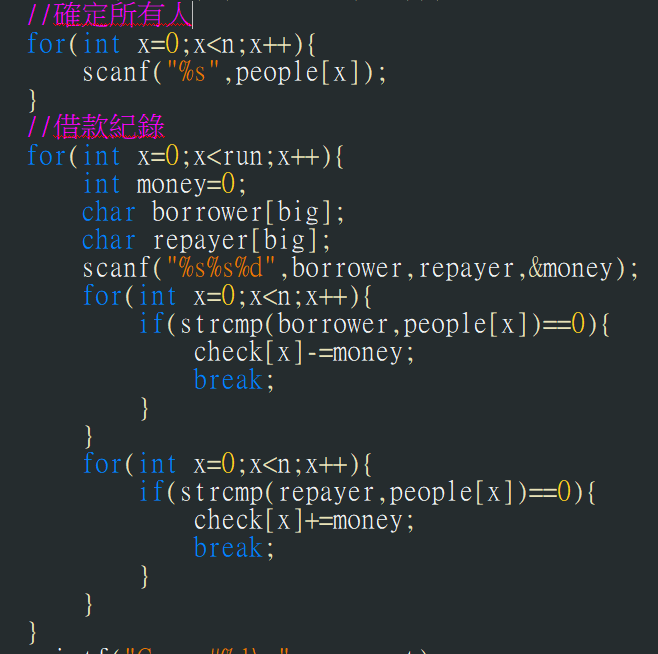 //確定所有人
for(int x=0;x<n;x++){
    scanf("%s",people[x]);
}
//借款紀錄
for(int x=0;x<run;x++){
    int money=0;
    char borrower[big];
    char repayer[big];
    scanf("%s%s%d",borrower,repayer,&money);
    for(int x=0;x<n;x++){
        if(strcmp(borrower,people[x])==0){
            check[x]-=money;
            break;
        }
    }
    for(int x=0;x<n;x++){
        if(strcmp(repayer,people[x])==0){
            check[x]+=money;
            break;
        }
    }
}